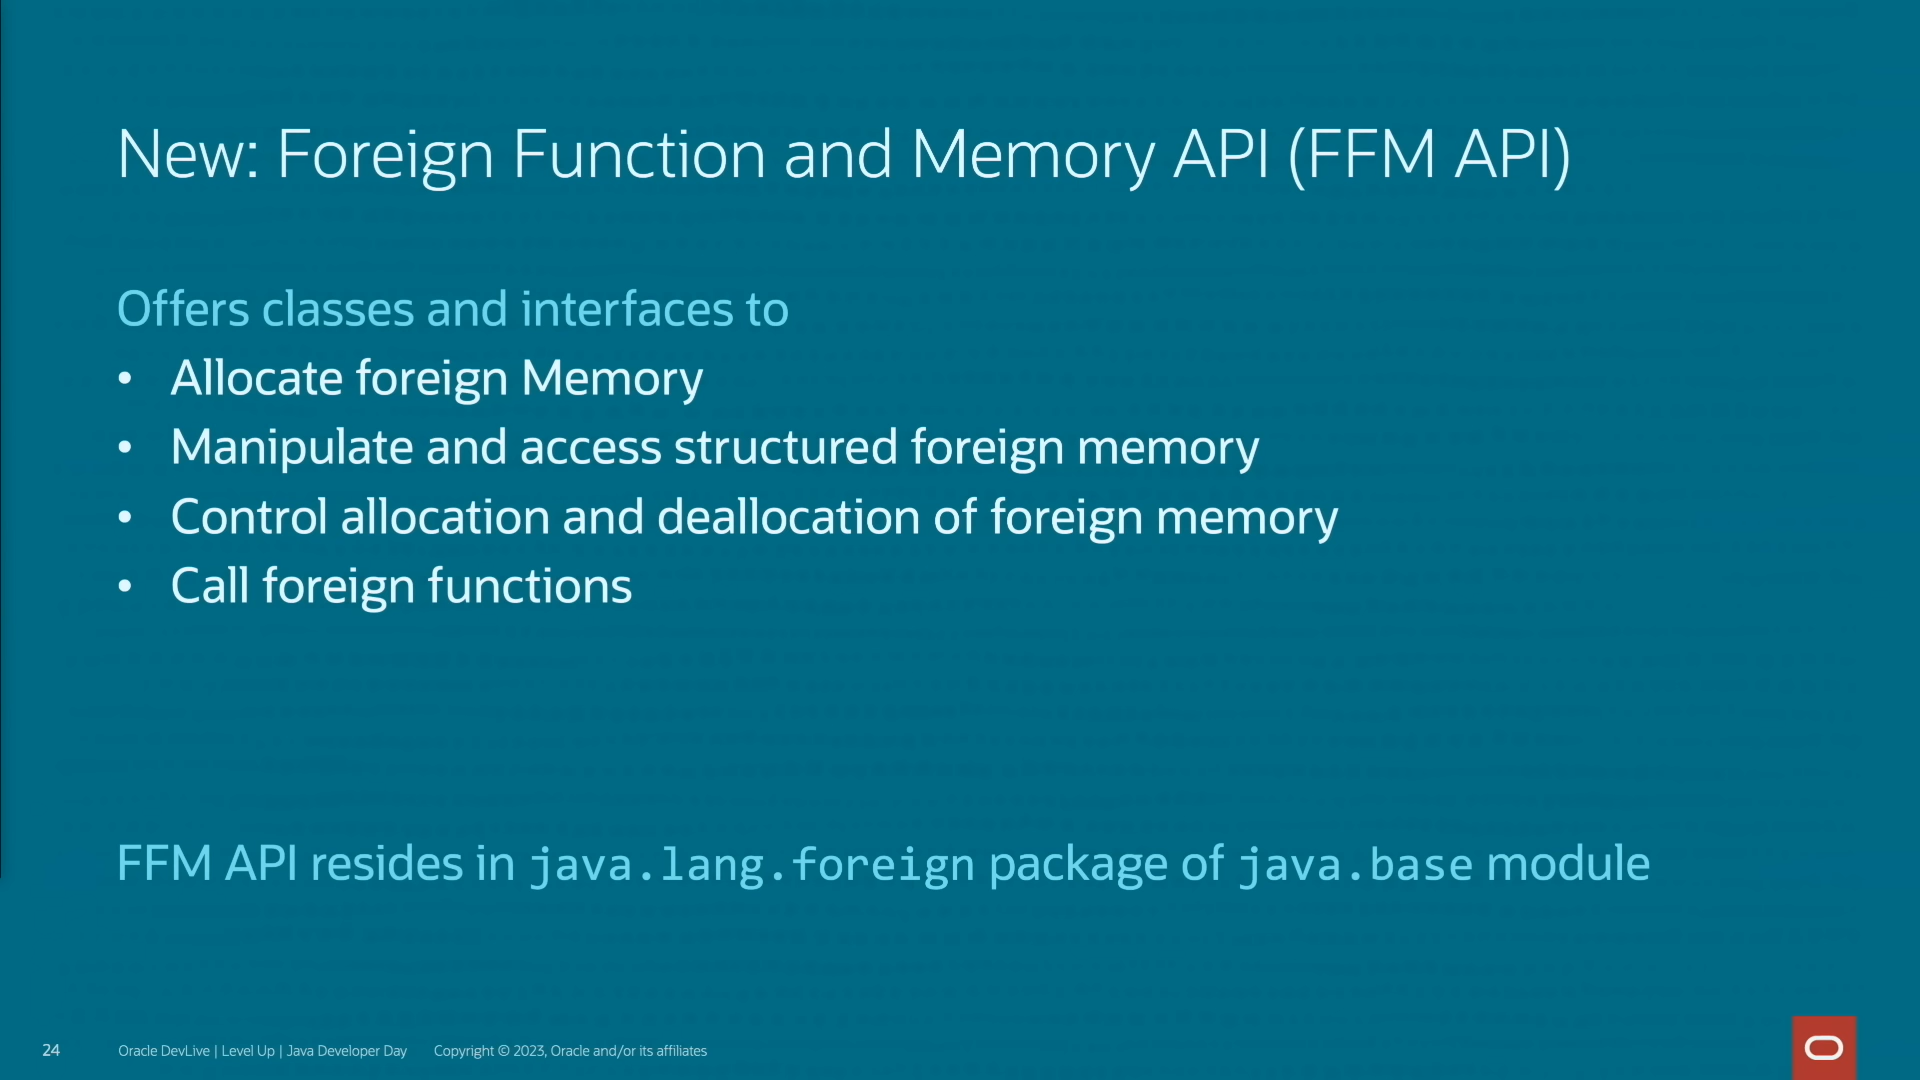 New: Foreign Function and Memory API (FFM API)
Offers classes and interfaces to
• Allocate foreign Memory
• Manipulate and access structured foreign memory
• Control allocation and deallocation of foreign memory
• Call foreign functions
FFM API resides in java.lang.foreign package of java.base module
24 Oracle DevLive | Level Up | Java Developer Day Copyright © 2023, Oracle and/or its affiliates